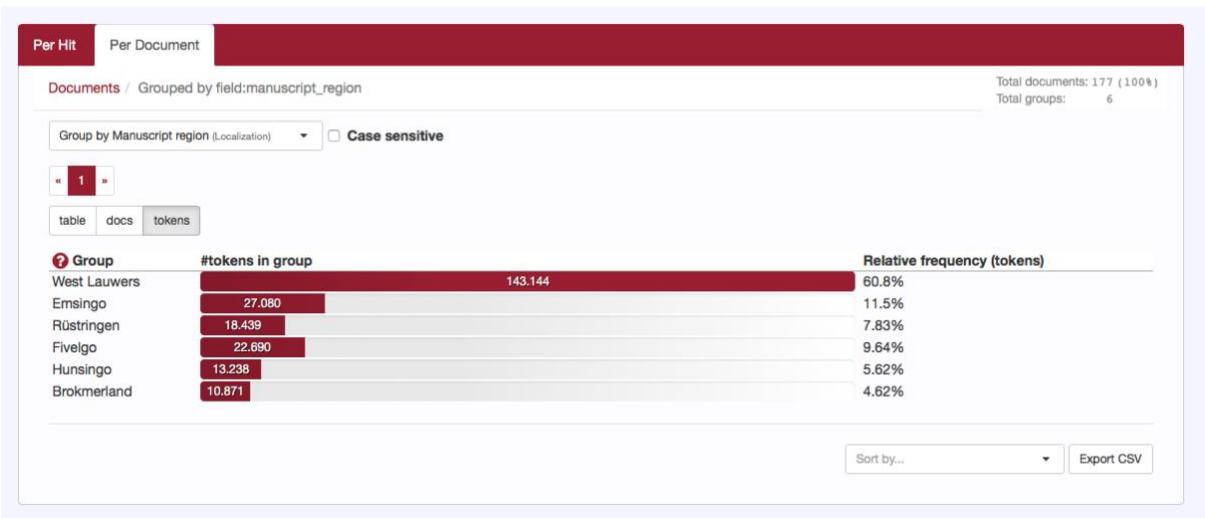 Per Hit Per Document
Documents / Grouped by field:manuscript_region Total documents: 177 (100%)
Total groups: 6
Group by Manuscript region (Localization) Case sensitive
« 1 »
table docs tokens
? Group #tokens in group Relative frequency (tokens)
West Lauwers 143.144 60.8%
Emsingo 27.080 11.5%
Rüstringen 18.439 7.83%
Fivelgo 22.690 9.64%
Hunsingo 13.238 5.62%
Brokmerland 10.871 4.62%
Sort by... Export CSV